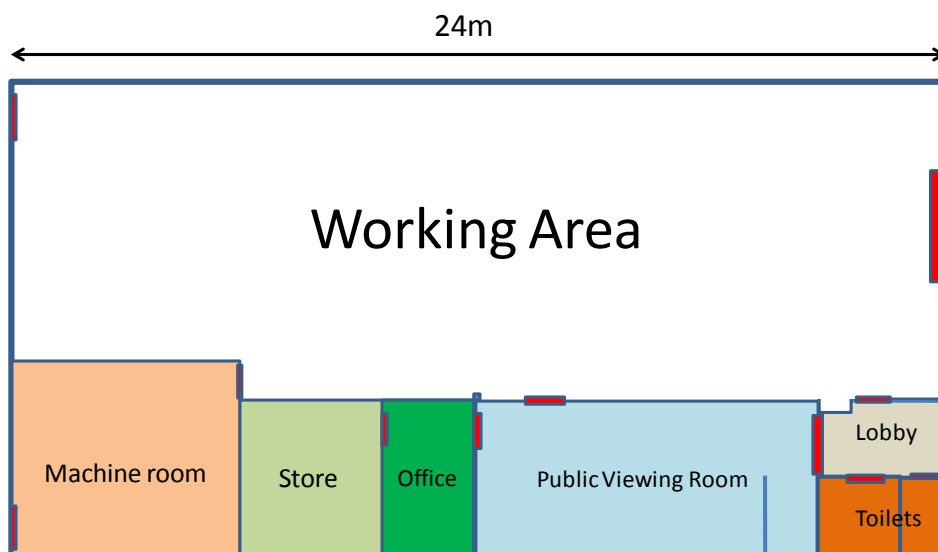 24m
Working Area
Lobby
Machine room
Store
Office
Public Viewing Room
Toilets